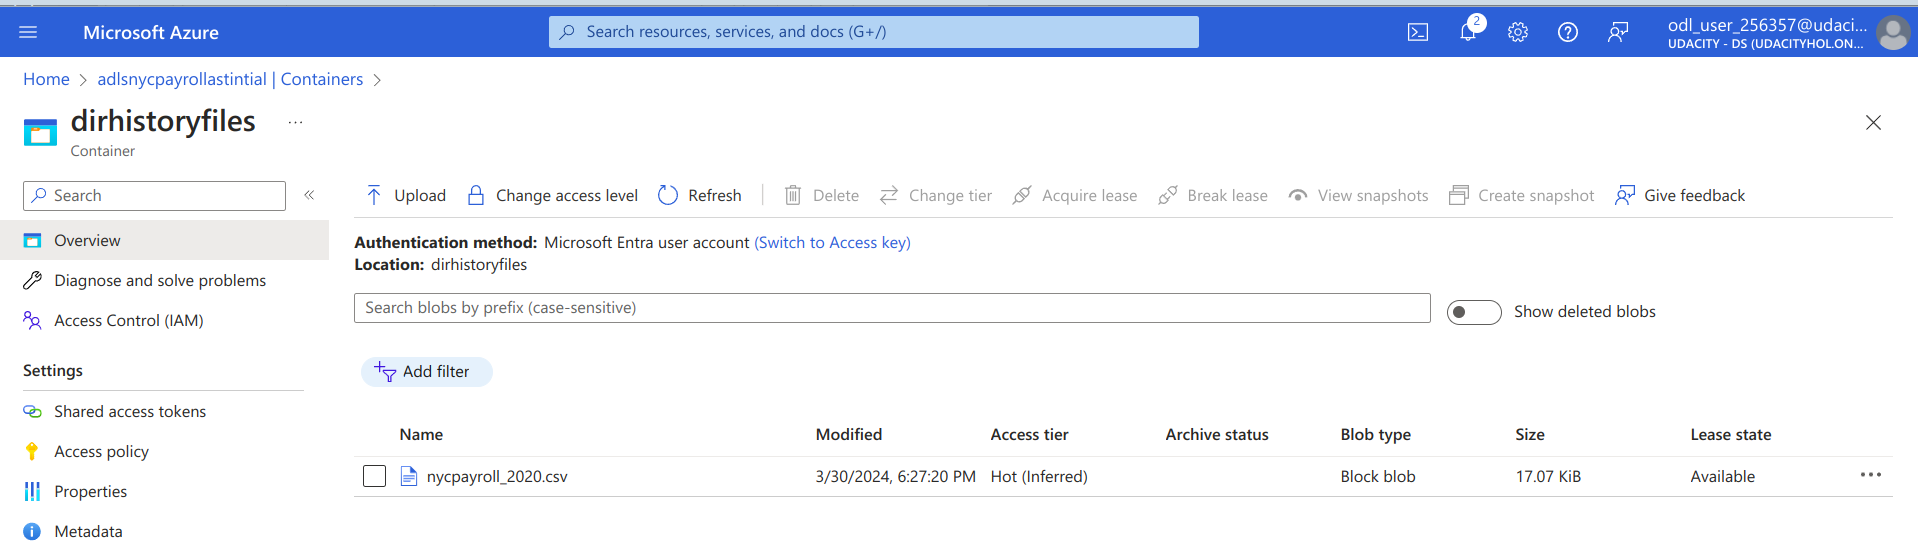 Microsoft Azure
Search resources, services, and docs (G+/)
2
odl_user_256357@udaci...
UDACITY - DS (UDACITYHOL.ON...
Home > adlsnycpayrollastintial | Containers >
dirhistoryfiles ...
Container
Search «
Upload Change access level Refresh Delete Change tier Acquire lease Break lease View snapshots Create snapshot Give feedback
Overview
Diagnose and solve problems
Access Control (IAM)
Settings
Shared access tokens
Access policy
Properties
Metadata
Authentication method: Microsoft Entra user account (Switch to Access key)
Location: dirhistoryfiles
Search blobs by prefix (case-sensitive)
Show deleted blobs
Add filter
Name Modified Access tier Archive status Blob type Size Lease state
nycpayroll_2020.csv 3/30/2024, 6:27:20 PM Hot (Inferred) Block blob 17.07 KiB Available ...